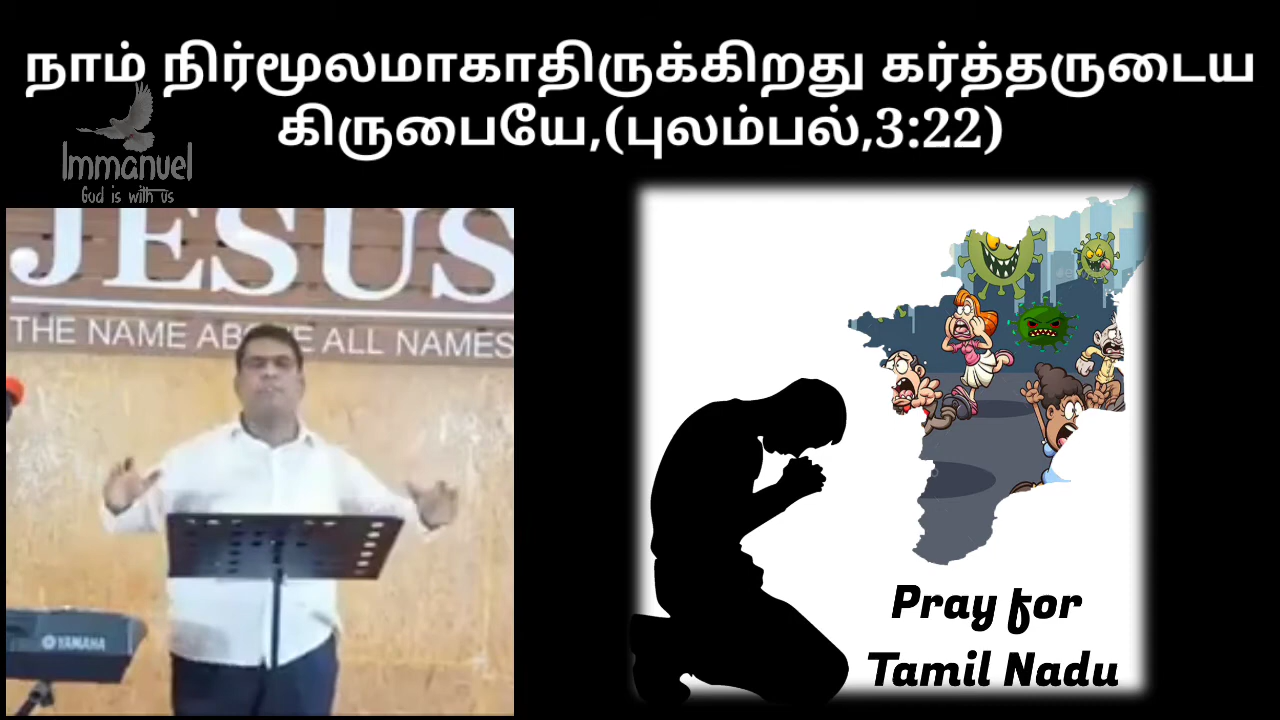 நாம் நிர்மூலமாகாதிருக்கிறது கர்த்தருடைய
கிருபையே,(புலம்பல்,3:22)
Immanuel
God is with us
JESUS
THE NAME ABOVE ALL NAMES
YAMAHA
Pray for
Tamil Nadu